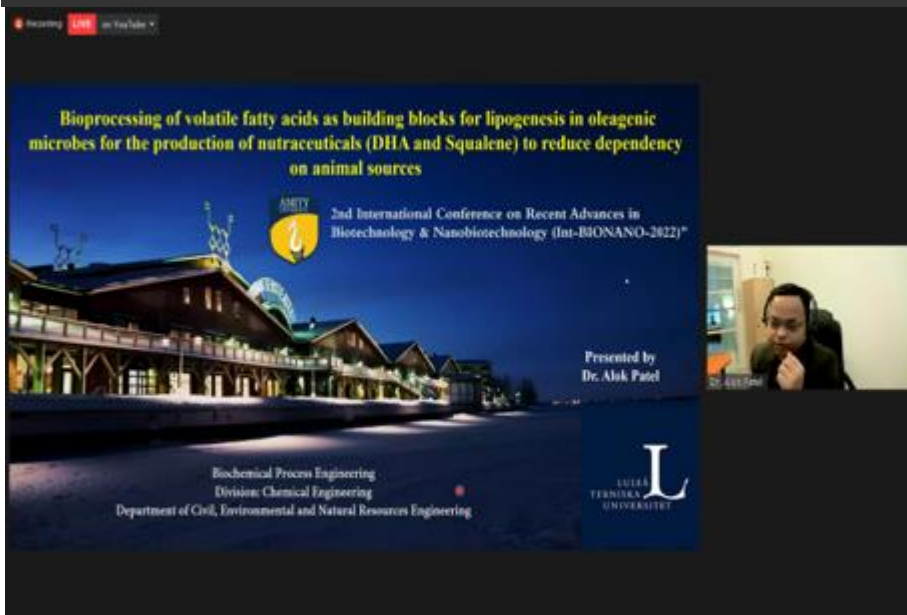 Recording LIVE on YouTube
Bioprocessing of volatile fatty acids as building blocks for lipogenesis in oleagenic
microbes for the production of nutraceuticals (DHA and Squalene) to reduce dependency
on animal sources
AMITY
2nd International Conference on Recent Advances in
Biotechnology & Nanobiotechnology (Int-BIONANO-2022)"
Presented by
Dr. Alok Patel
Dr. Alok Patel
Biochemical Process Engineering
Division: Chemical Engineering
Department of Civil, Environmental and Natural Resources Engineering
L
LULEÅ
TEKNISKA
UNIVERSITET